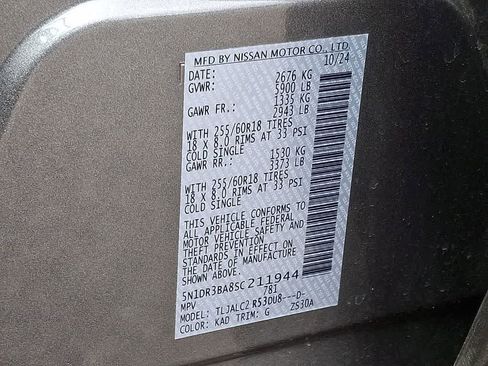 MFD BY NISSAN MOTOR CO., LTD.
DATE: 10/24
GVWR: 2676 KG
5900 LB
GAWR FR.: 1335 KG
2943 LB
WITH 255/60R18 TIRES
18 X 8.0 RIMS AT 33 PSI
COLD SINGLE
GAWR RR.: 1530 KG
3373 LB
WITH 255/60R18 TIRES
18 X 8.0 RIMS AT 33 PSI
COLD SINGLE
THIS VEHICLE CONFORMS TO
ALL APPLICABLE FEDERAL
MOTOR VEHICLE SAFETY AND
THEFT PREVENTION
STANDARDS IN EFFECT ON
THE DATE OF MANUFACTURE
SHOWN ABOVE.
5N1DR3BA8SC211944
MPV 781
MODEL: TLJALC2 R53DU8---D-
COLOR: KAD TRIM: G ZS30A